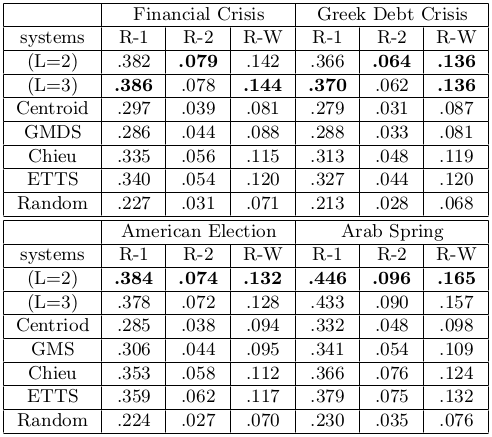 Financial Crisis Greek Debt Crisis
systems R-1 R-2 R-W R-1 R-2 R-W
(L=2) .382 .079 .142 .366 .064 .136
(L=3) .386 .078 .144 .370 .062 .136
Centroid .297 .039 .081 .279 .031 .087
GMDS .286 .044 .088 .288 .033 .081
Chieu .335 .056 .115 .313 .048 .119
ETTS .340 .054 .120 .327 .044 .120
Random .227 .031 .071 .213 .028 .068
American Election Arab Spring
systems R-1 R-2 R-W R-1 R-2 R-W
(L=2) .384 .074 .132 .446 .096 .165
(L=3) .378 .072 .128 .433 .090 .157
Centriod .285 .038 .094 .332 .048 .098
GMS .306 .044 .095 .341 .054 .109
Chieu .353 .058 .112 .366 .076 .124
ETTS .359 .062 .117 .379 .075 .132
Random .224 .027 .070 .230 .035 .076